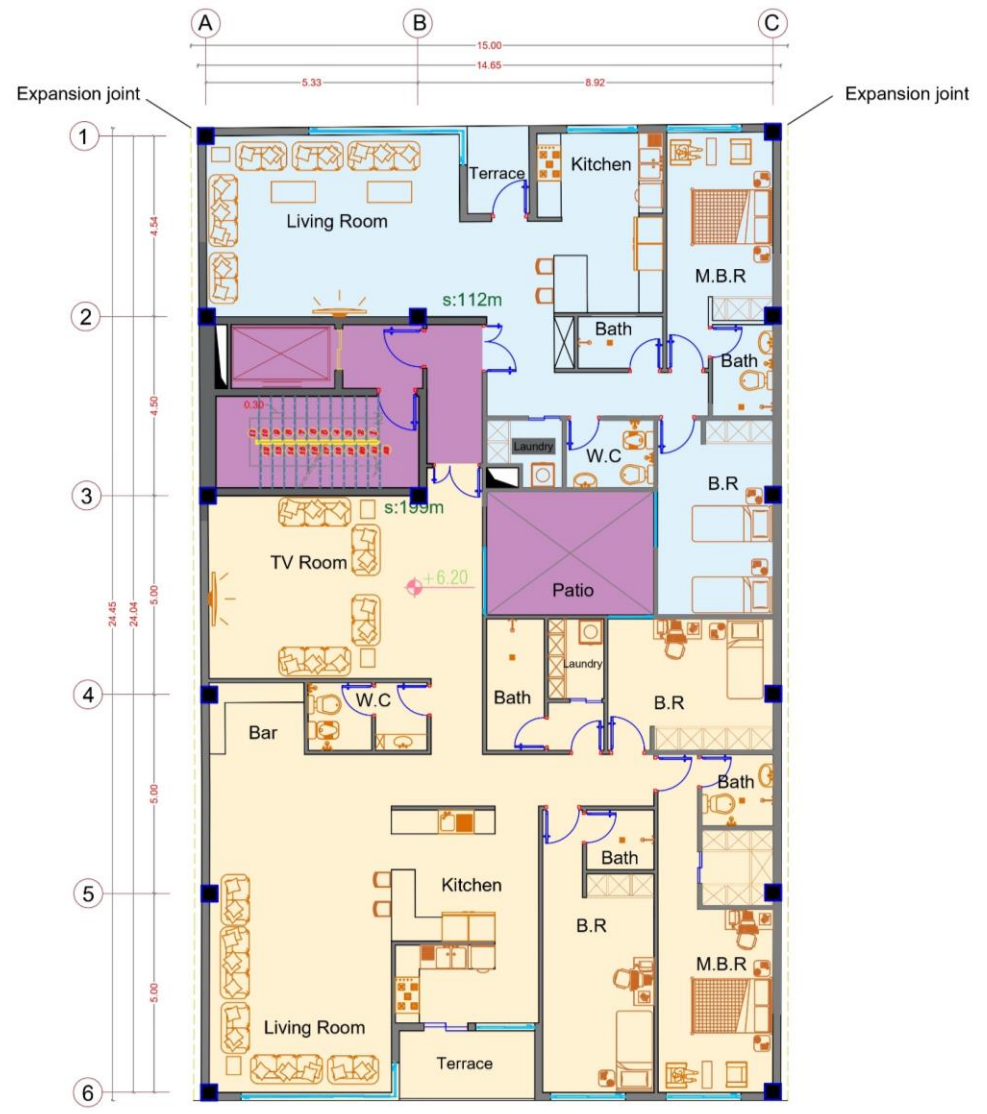 A
B
C
15.00
14.65
5.33
8.92
Expansion joint
Expansion joint
1
Kitchen
Terrace
Living Room
4.54
M.B.R
s:112m
2
Bath
Bath
0.30
4.50
Laundry
W.C
B.R
3
s:199m
TV Room
+6.20
Patio
5.00
24.45
24.04
Laundry
4
W.C
Bath
B.R
Bar
Bath
5.00
Bath
Kitchen
5
B.R
M.B.R
5.00
Living Room
Terrace
6